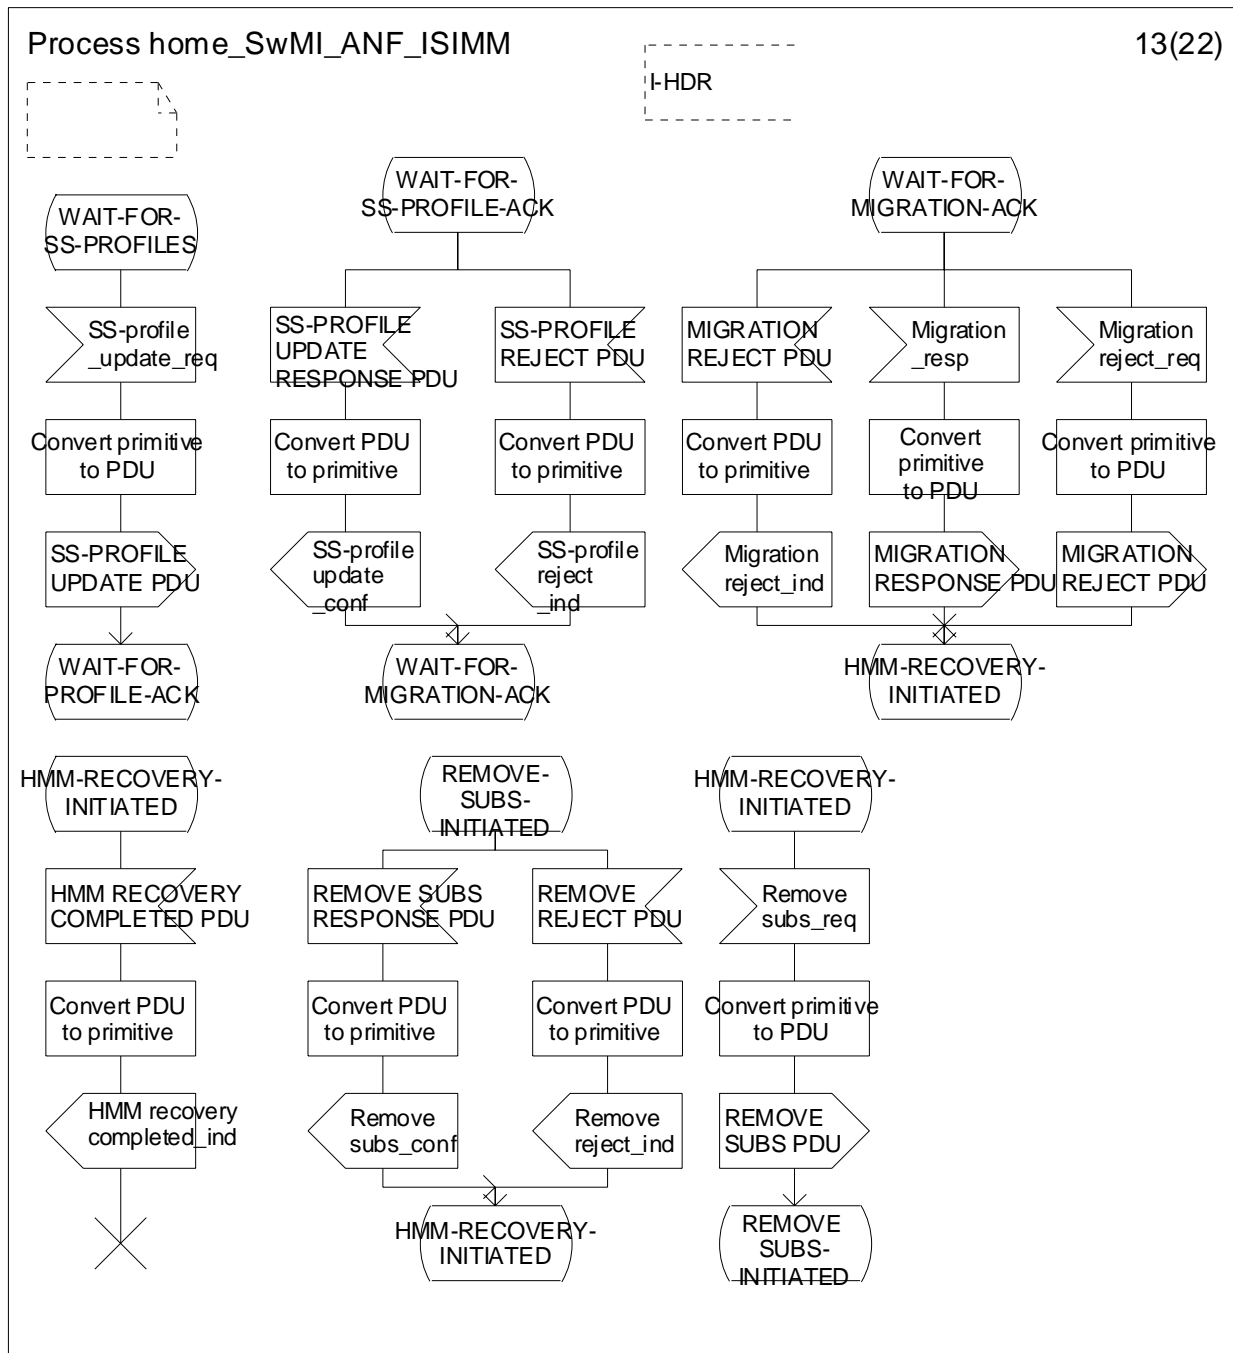 Process home_SwMI_ANF_ISIMM
13(22)
I-HDR
WAIT-FOR-
SS-PROFILES
SS-profile
_update_req
Convert primitive
to PDU
SS-PROFILE
UPDATE PDU
WAIT-FOR-
PROFILE-ACK
WAIT-FOR-
SS-PROFILE-ACK
SS-PROFILE
UPDATE
RESPONSE PDU
Convert PDU
to primitive
SS-profile
update
_conf
SS-PROFILE
REJECT PDU
Convert PDU
to primitive
SS-profile
reject
_ind
WAIT-FOR-
MIGRATION-ACK
WAIT-FOR-
MIGRATION-ACK
MIGRATION
REJECT PDU
Convert PDU
to primitive
Migration
reject_ind
Migration
_resp
Convert
primitive
to PDU
MIGRATION
RESPONSE PDU
Migration
reject_req
Convert primitive
to PDU
MIGRATION
REJECT PDU
HMM-RECOVERY-
INITIATED
HMM-RECOVERY-
INITIATED
HMM RECOVERY
COMPLETED PDU
Convert PDU
to primitive
HMM recovery
completed_ind
REMOVE-
SUBS-
INITIATED
REMOVE SUBS
RESPONSE PDU
Convert PDU
to primitive
Remove
subs_conf
REMOVE
REJECT PDU
Convert PDU
to primitive
Remove
reject_ind
HMM-RECOVERY-
INITIATED
HMM-RECOVERY-
INITIATED
Remove
subs_req
Convert primitive
to PDU
REMOVE
SUBS PDU
REMOVE
SUBS-
INITIATED